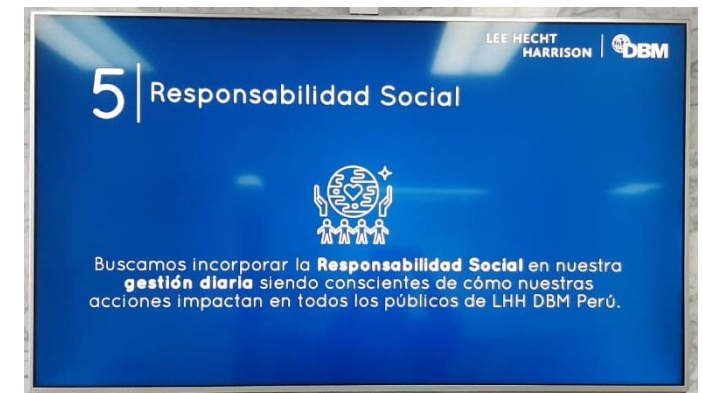 LEE HECHT
HARRISON
DBM
5
Responsabilidad Social
Buscamos incorporar la Responsabilidad Social en nuestra
gestión diaria siendo conscientes de cómo nuestras
acciones impactan en todos los públicos de LHH DBM Perú.